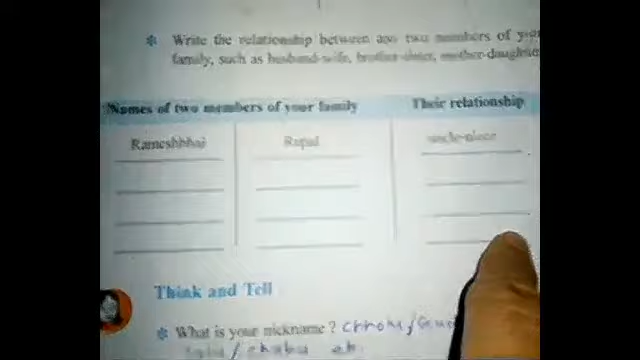 * Write the relationship between any two members of your
family, such as husband-wife, brother-sister, mother-daughter
Names of two members of your family Their relationship
Rameshbhai Rupal uncle-niece
Think and Tell
* What is your nickname ?